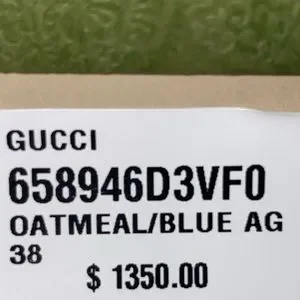 GUCCI
658946D3VF0
OATMEAL/BLUE AG
38
$ 1350.00